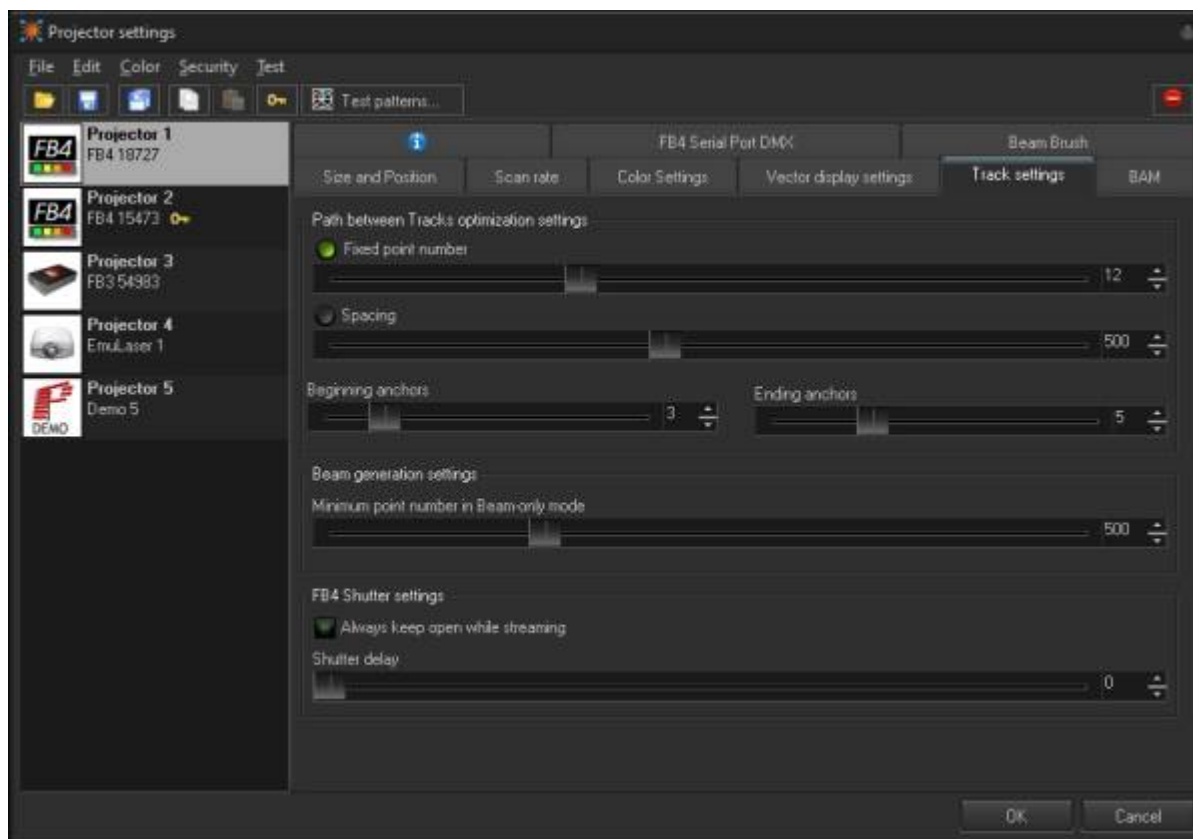 Projector settings
File Edit Color Security Test
Test patterns...
FB4
Projector 1
FB4 18727
FB4
Projector 2
FB4 15473
Projector 3
FB3 54983
Projector 4
EmuLaser 1
DEMO
Projector 5
Demo 5
FB4 Serial Port DMX Beam Brush
Size and Position Scan rate Color Settings Vector display settings Track settings BAM
Path between Tracks optimization settings
Fixed point number
12
Spacing
500
Beginning anchors Ending anchors
3 5
Beam generation settings
Minimum point number in Beam-only mode
500
FB4 Shutter settings
Always keep open while streaming
Shutter delay
0
OK Cancel